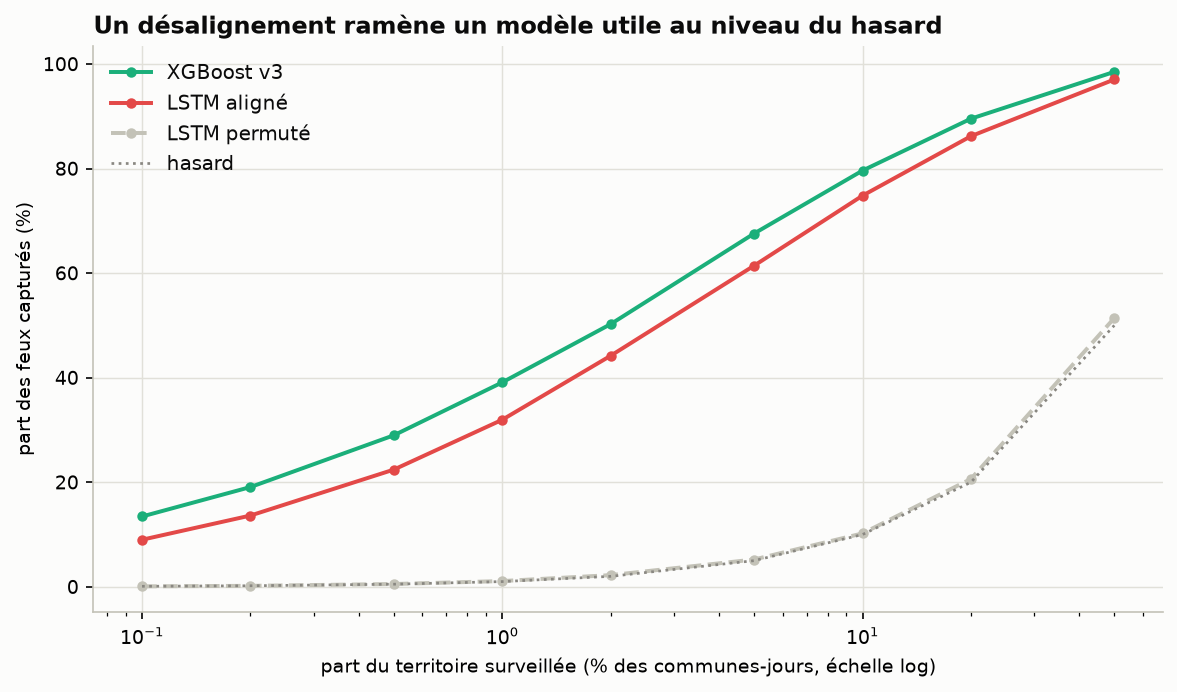 Un désalignement ramène un modèle utile au niveau du hasard
XGBoost v3
LSTM aligné
LSTM permuté
hasard
part des feux capturés (%)
100
80
60
40
20
0
10⁻¹
10⁰
10¹
part du territoire surveillée (% des communes-jours, échelle log)